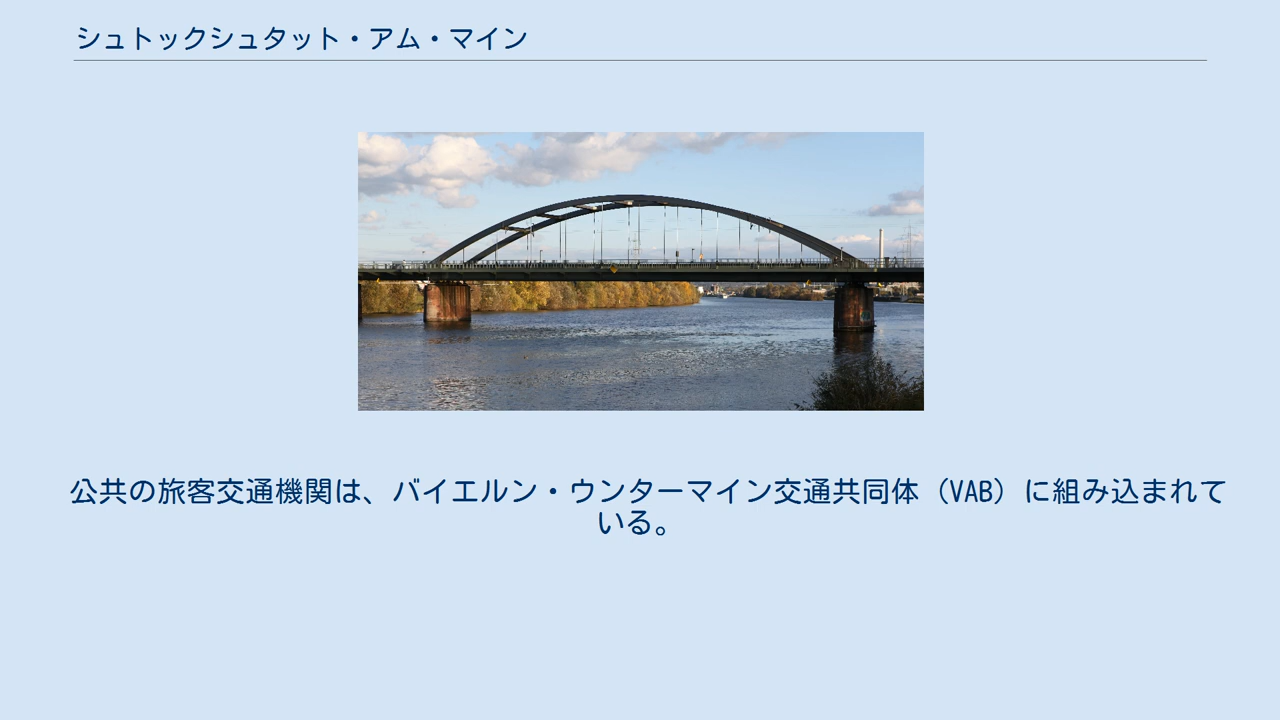 シュトックシュタット・アム・マイン
公共の旅客交通機関は、バイエルン・ウンターマイン交通共同体（VAB）に組み込まれて
いる。